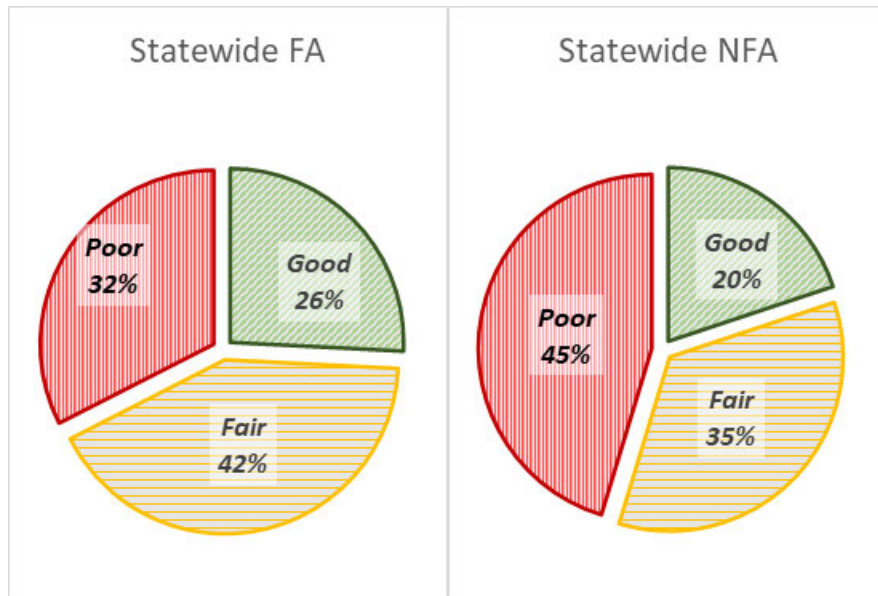 Statewide FA
Poor
32%
Good
26%
Fair
42%
Statewide NFA
Good
20%
Poor
45%
Fair
35%